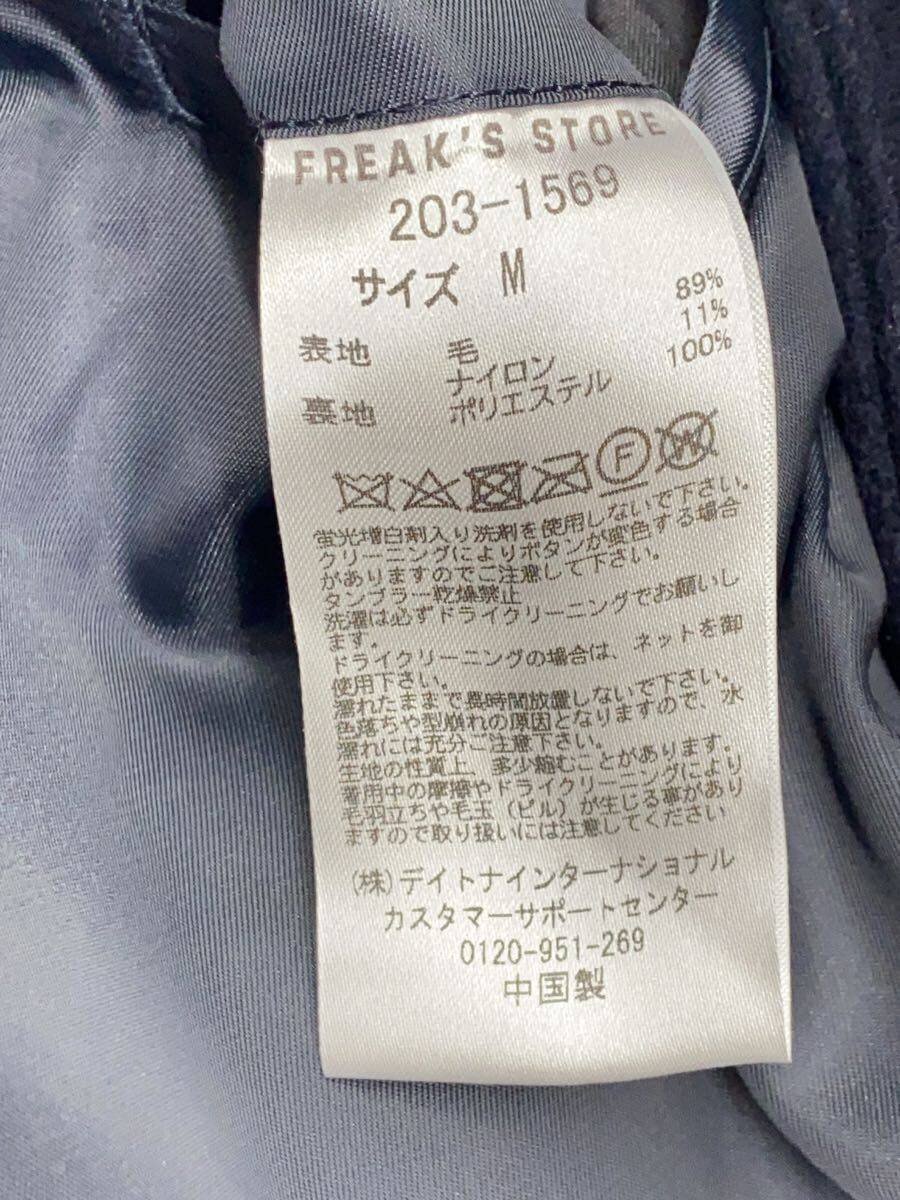 FREAK'S STORE
203-1569
サイズ M
表地 毛 89%
ナイロン 11%
裏地 ポリエステル 100%
F W
蛍光増白剤入り洗剤を使用しないで下さい。
クリーニングによりボタンが変色する場合
がありますのでご注意して下さい。
タンブラー乾燥禁止
洗濯は必ずドライクリーニングでお願いし
ます。
ドライクリーニングの場合は、ネットを御
使用下さい。
濡れたままで長時間放置しないで下さい。
色落ちや型崩れの原因となりますので、水
濡れには充分ご注意下さい。
生地の性質上、多少縮むことがあります。
着用中の摩擦やドライクリーニングにより
毛羽立ちや毛玉（ピル）が生じる事があり
ますので取り扱いには注意してください
(株)デイトナインターナショナル
カスタマーサポートセンター
0120-951-269
中国製